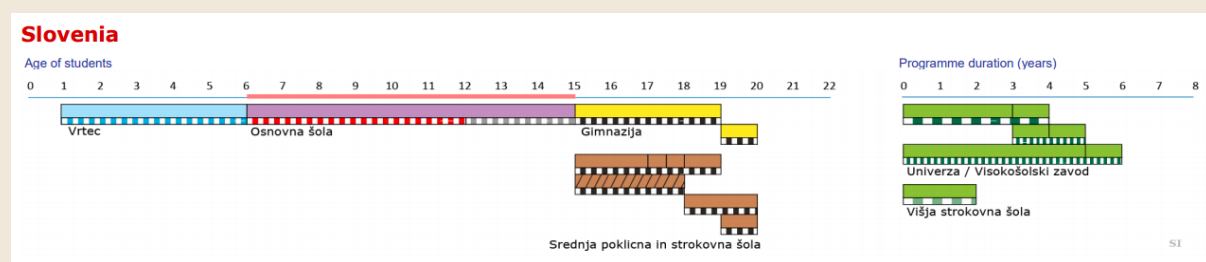 Slovenia
Age of students
Programme duration (years)
0 1 2 3 4 5 6 7 8 9 10 11 12 13 14 15 16 17 18 19 20 21 22
0 1 2 3 4 5 6 7 8
Vrtec
Osnovna šola
Gimnazija
Univerza / Visokošolski zavod
Višja strokovna šola
Srednja poklicna in strokovna šola
SI